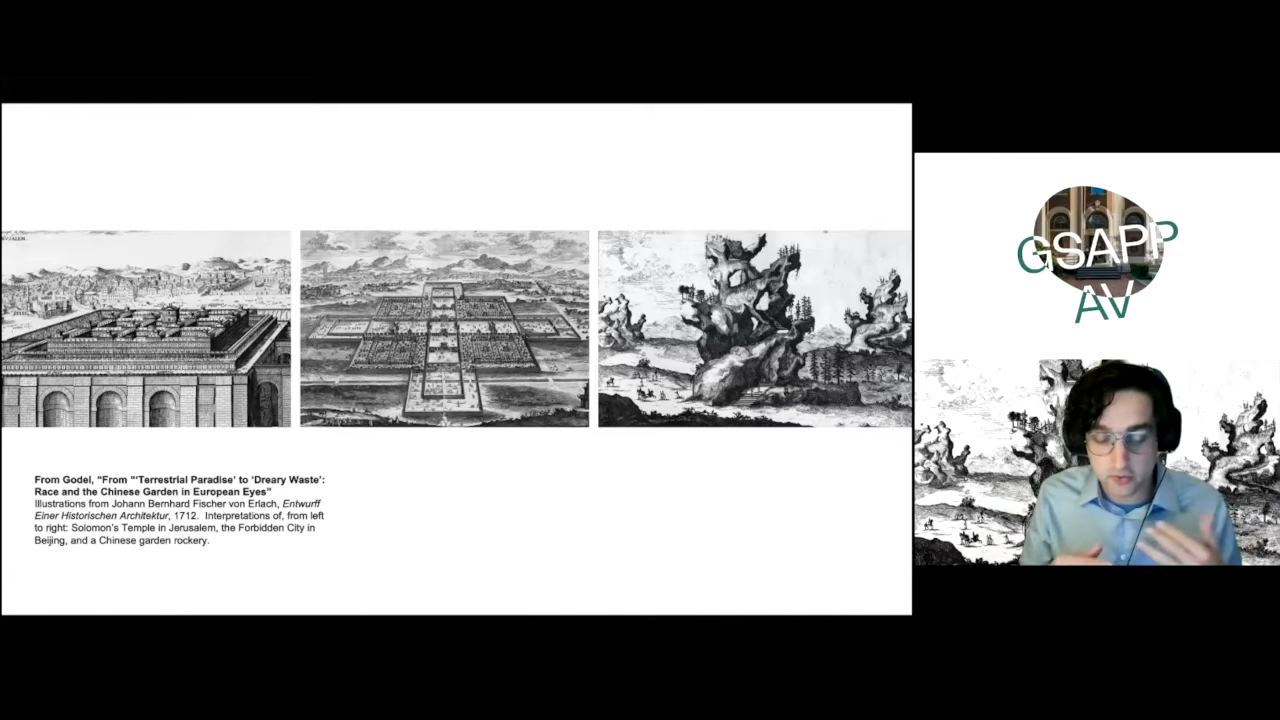 From Godel, “From “‘Terrestrial Paradise’ to ‘Dreary Waste’:
Race and the Chinese Garden in European Eyes”
Illustrations from Johann Bernhard Fischer von Erlach, Entwurff
Einer Historischen Architektur, 1712.  Interpretations of, from left
to right: Solomon’s Temple in Jerusalem, the Forbidden City in
Beijing, and a Chinese garden rockery.
GSAPP
AV